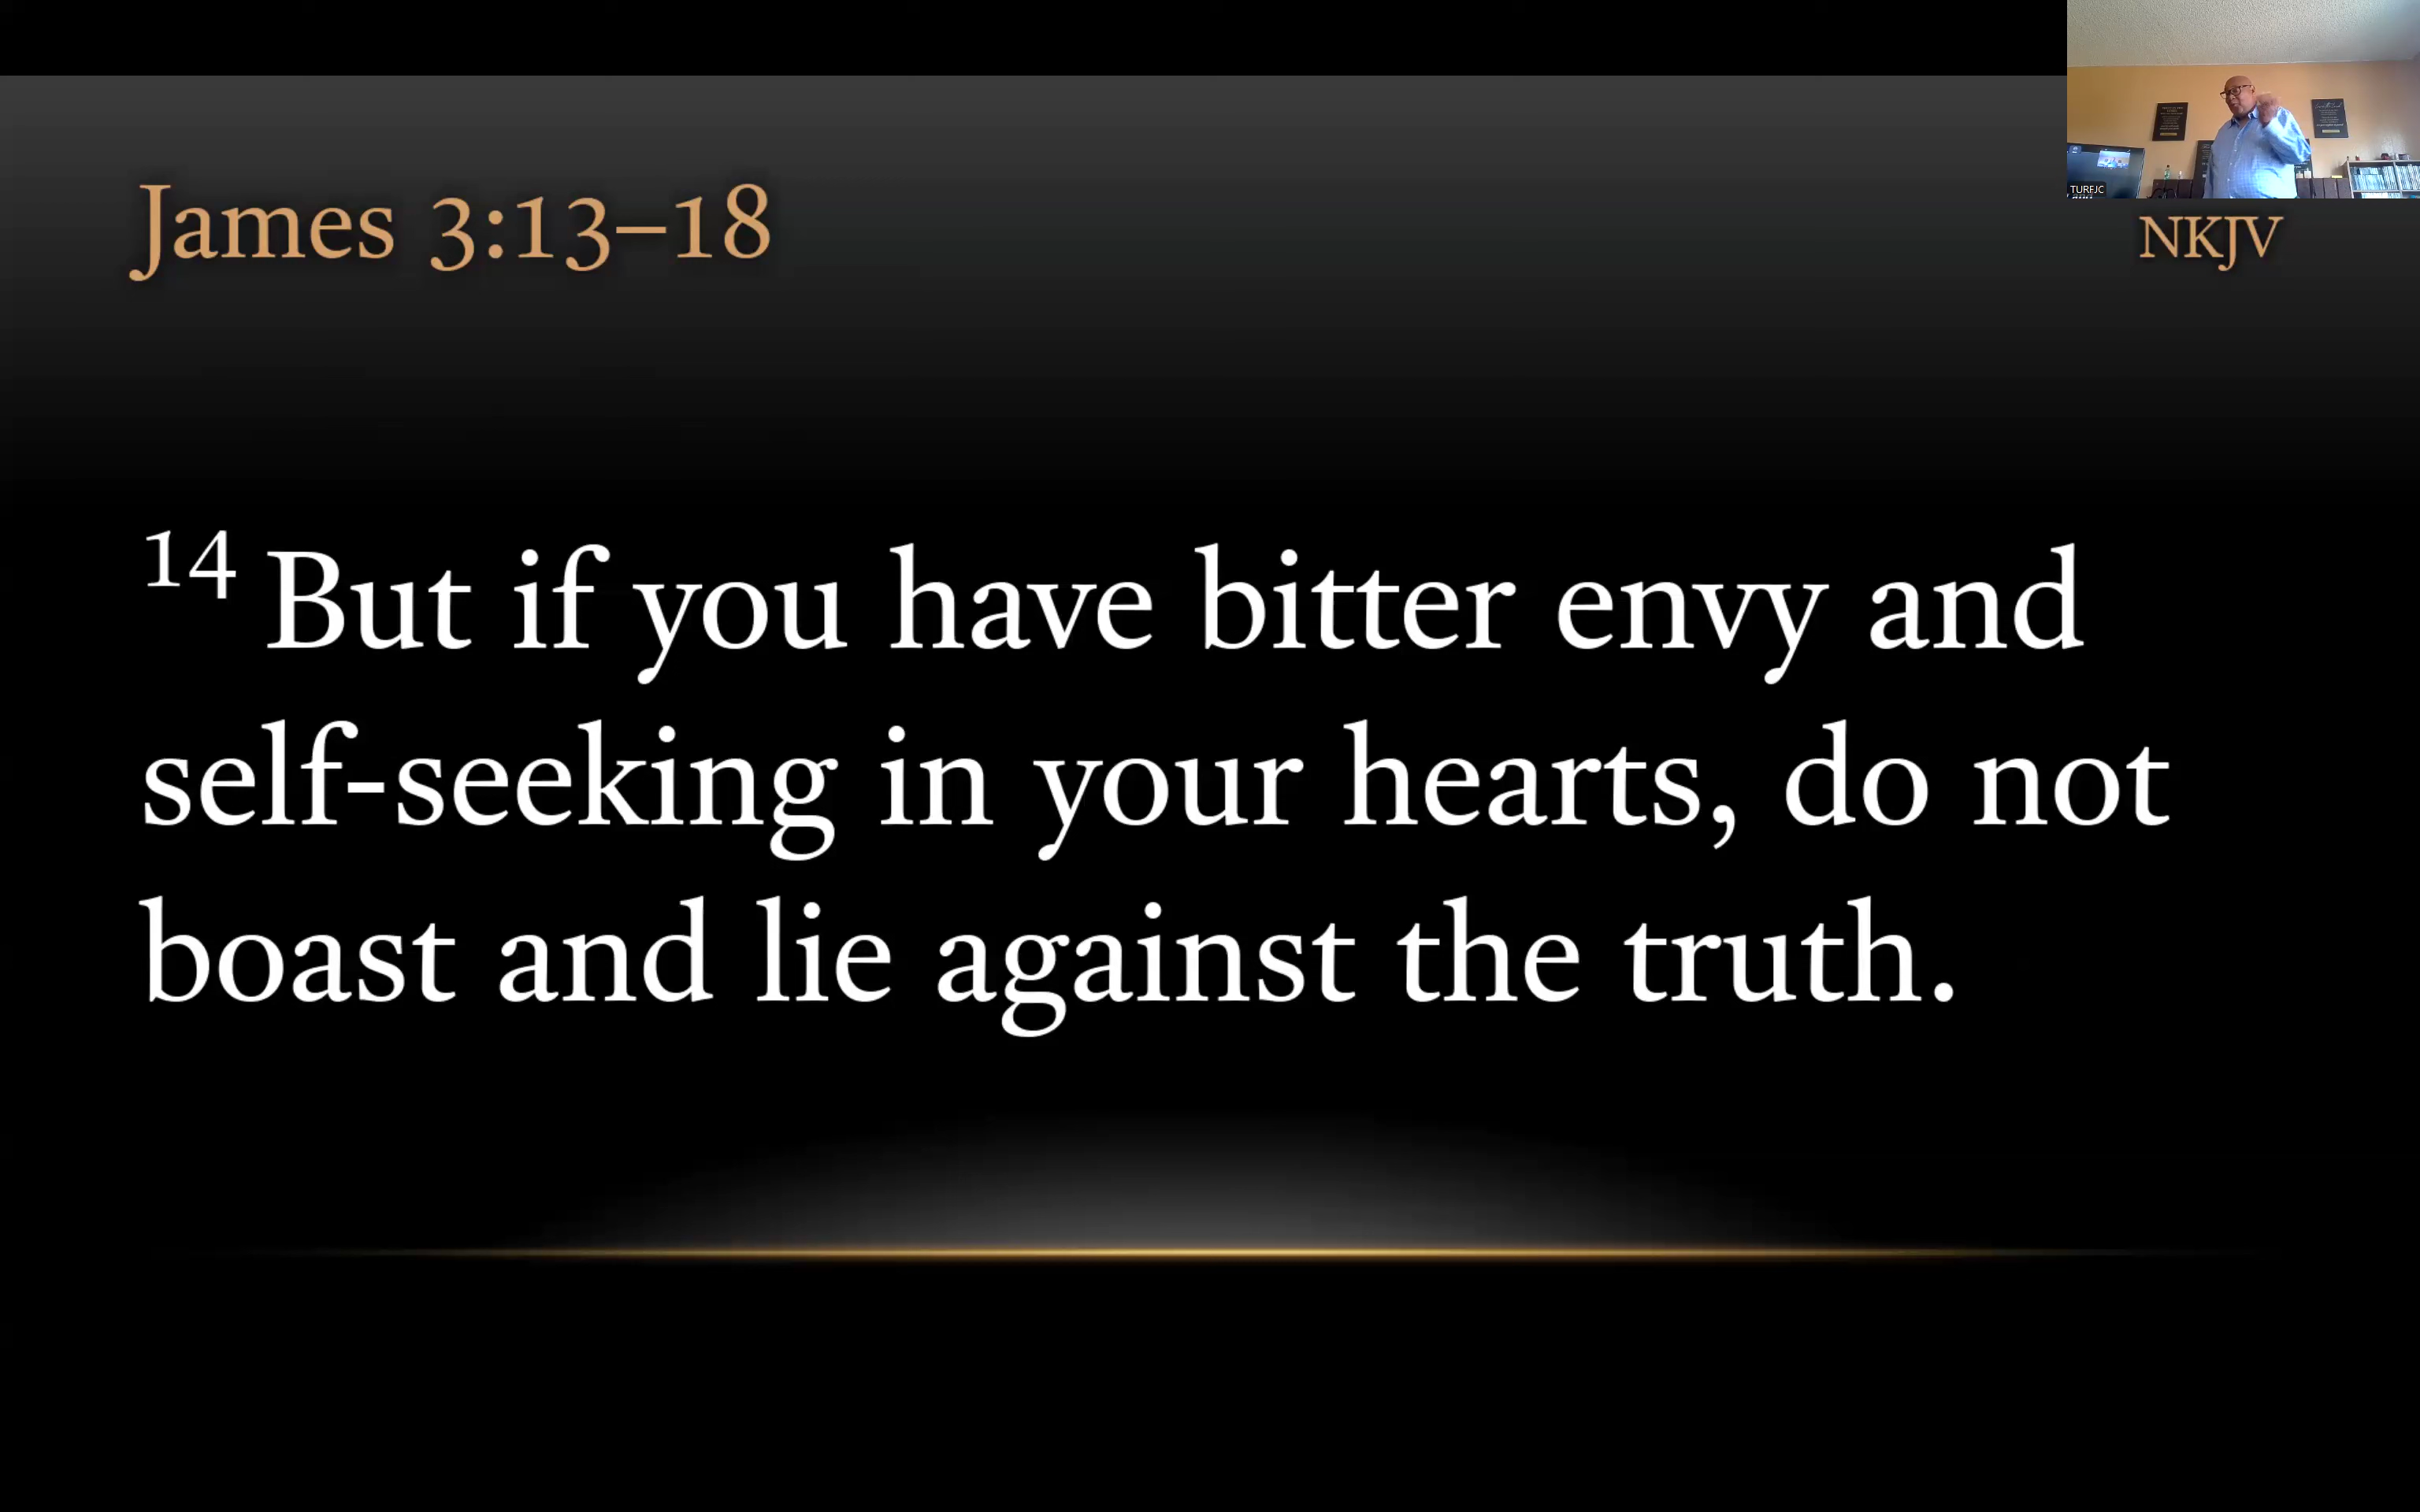 James 3:13–18
NKJV
14 But if you have bitter envy and
self-seeking in your hearts, do not
boast and lie against the truth.
TURFJC